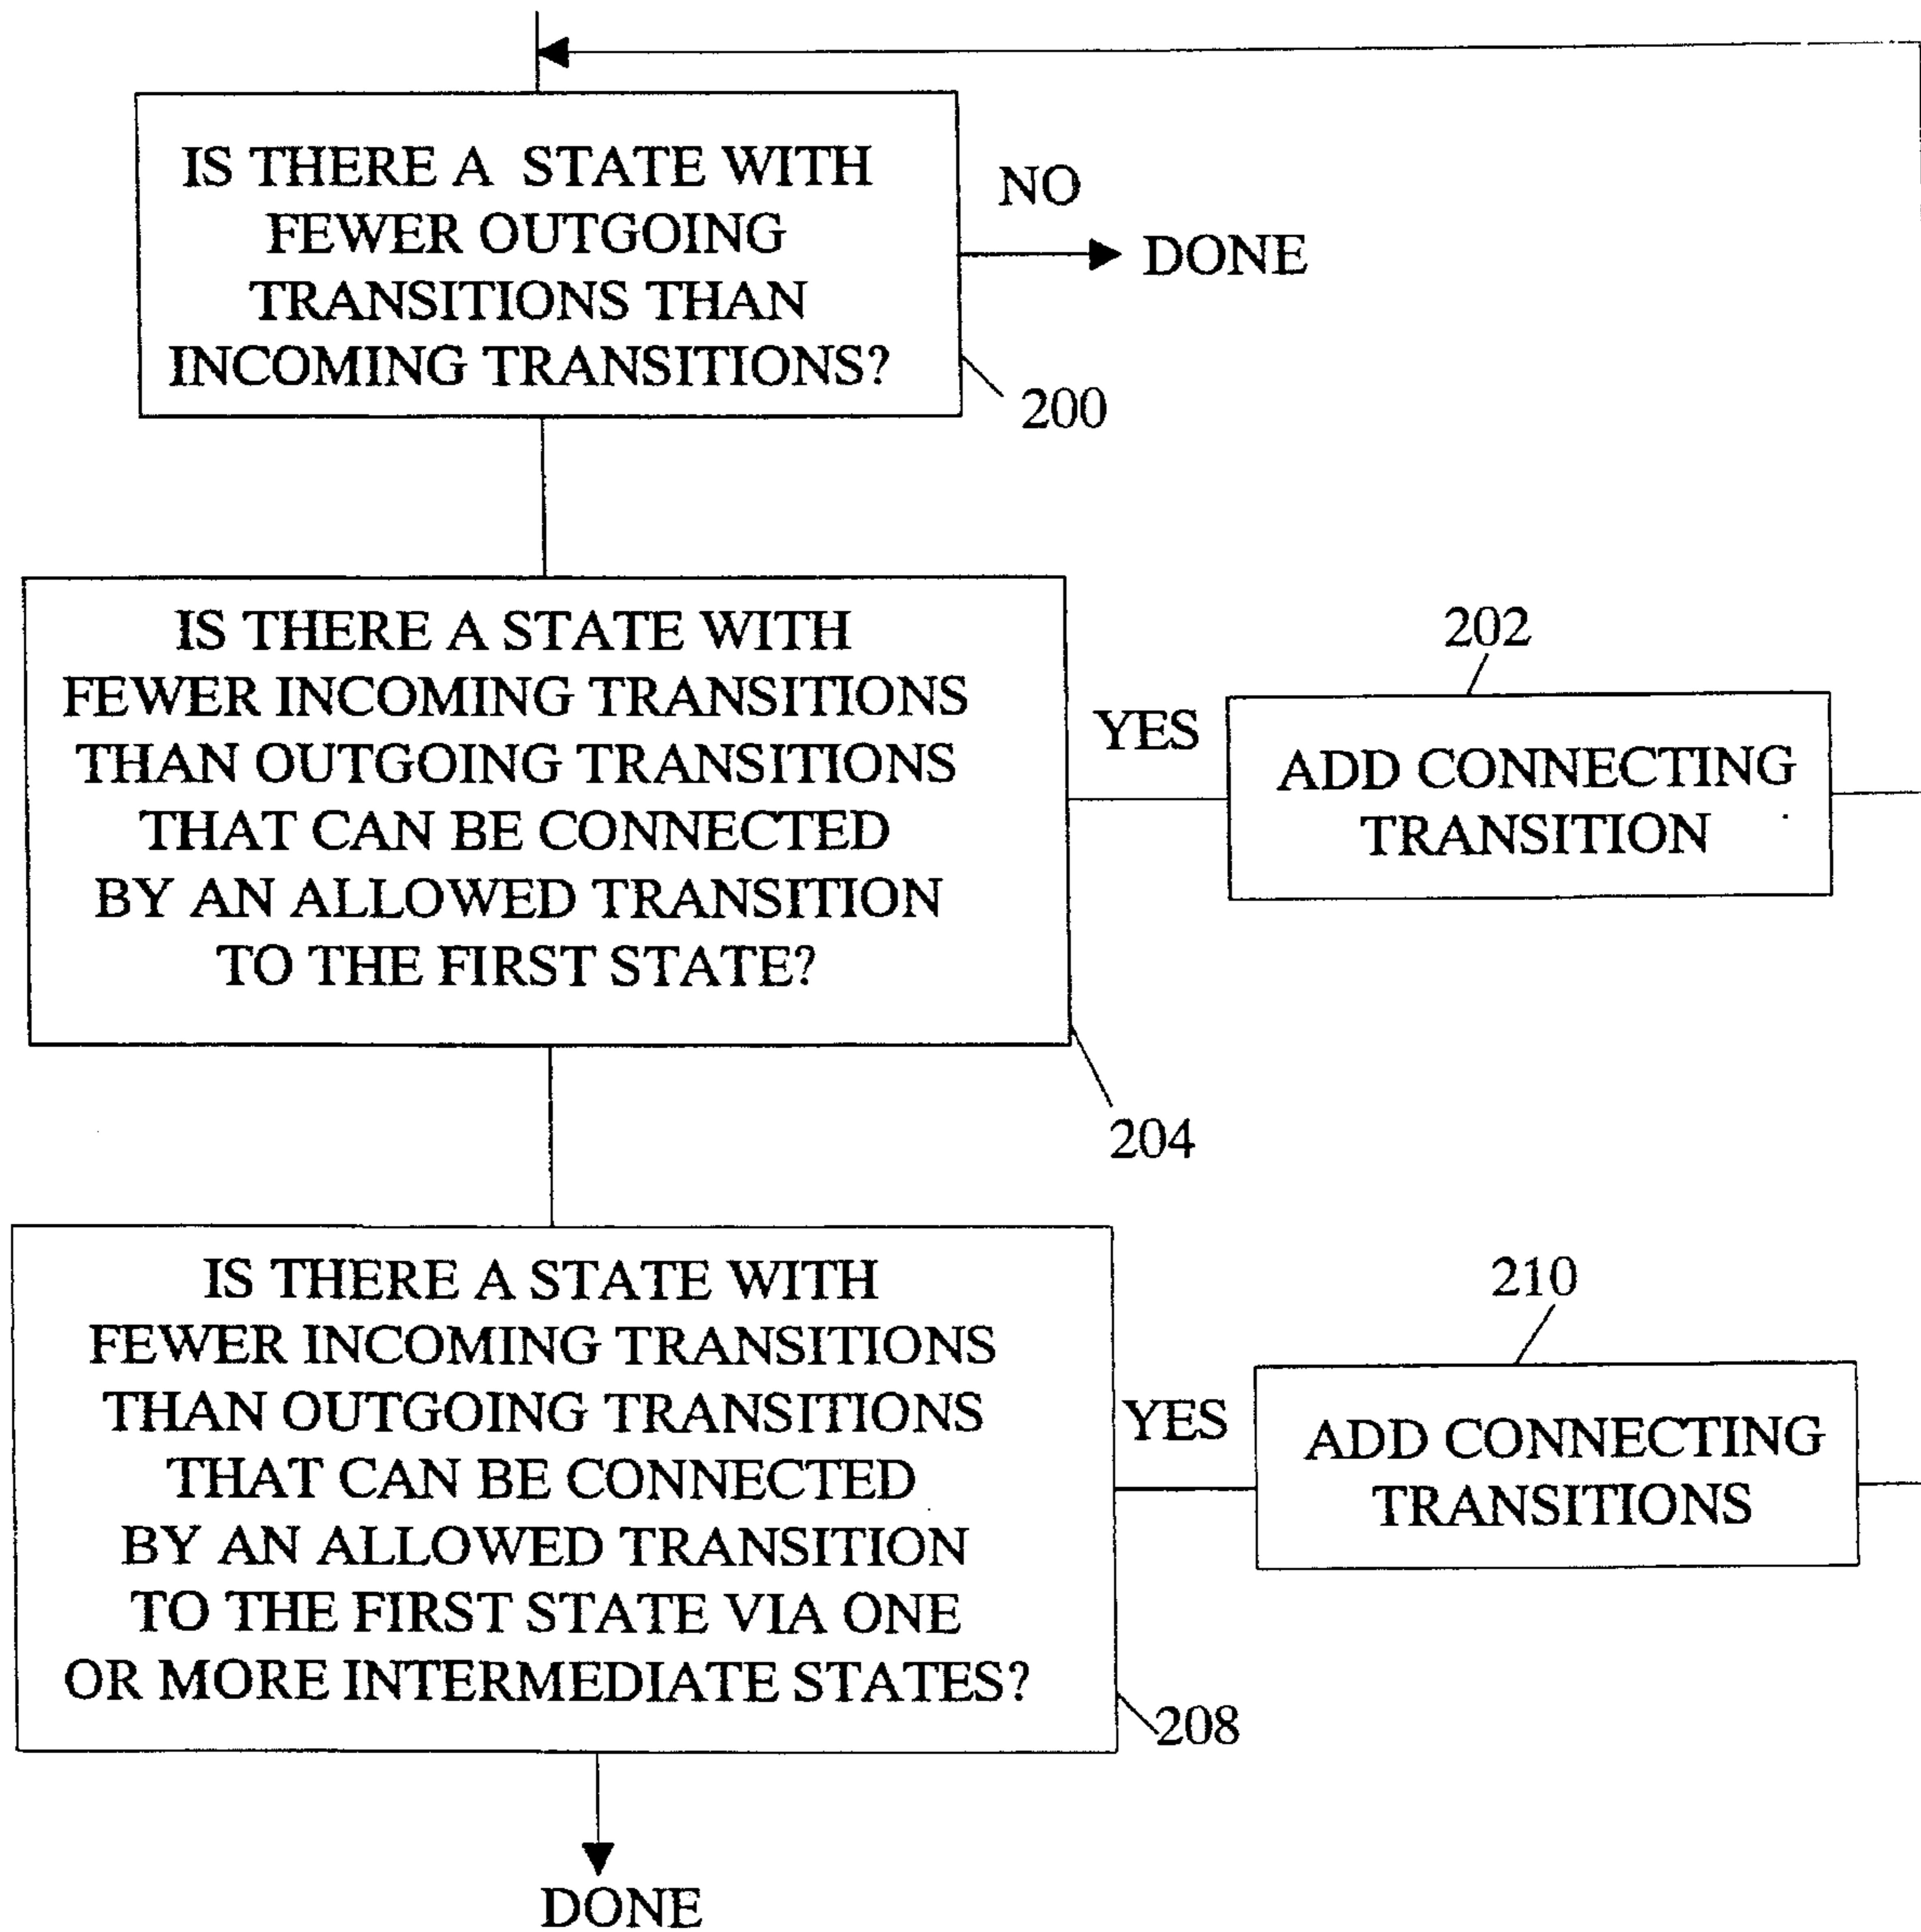 IS THERE A STATE WITH
FEWER OUTGOING
TRANSITIONS THAN
INCOMING TRANSITIONS?
NO
DONE
200
IS THERE A STATE WITH
FEWER INCOMING TRANSITIONS
THAN OUTGOING TRANSITIONS
THAT CAN BE CONNECTED
BY AN ALLOWED TRANSITION
TO THE FIRST STATE?
YES
202
ADD CONNECTING
TRANSITION
204
IS THERE A STATE WITH
FEWER INCOMING TRANSITIONS
THAN OUTGOING TRANSITIONS
THAT CAN BE CONNECTED
BY AN ALLOWED TRANSITION
TO THE FIRST STATE VIA ONE
OR MORE INTERMEDIATE STATES?
YES
210
ADD CONNECTING
TRANSITIONS
208
DONE